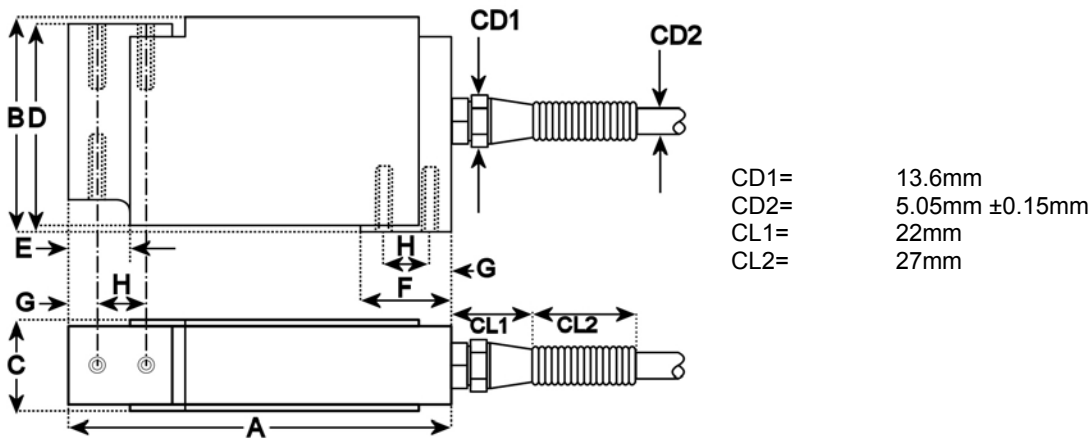 CD1
CD2
B
D
CD1= 13.6mm
CD2= 5.05mm ±0.15mm
CL1= 22mm
CL2= 27mm
E
H
G
G
H
F
CL1
CL2
C
A